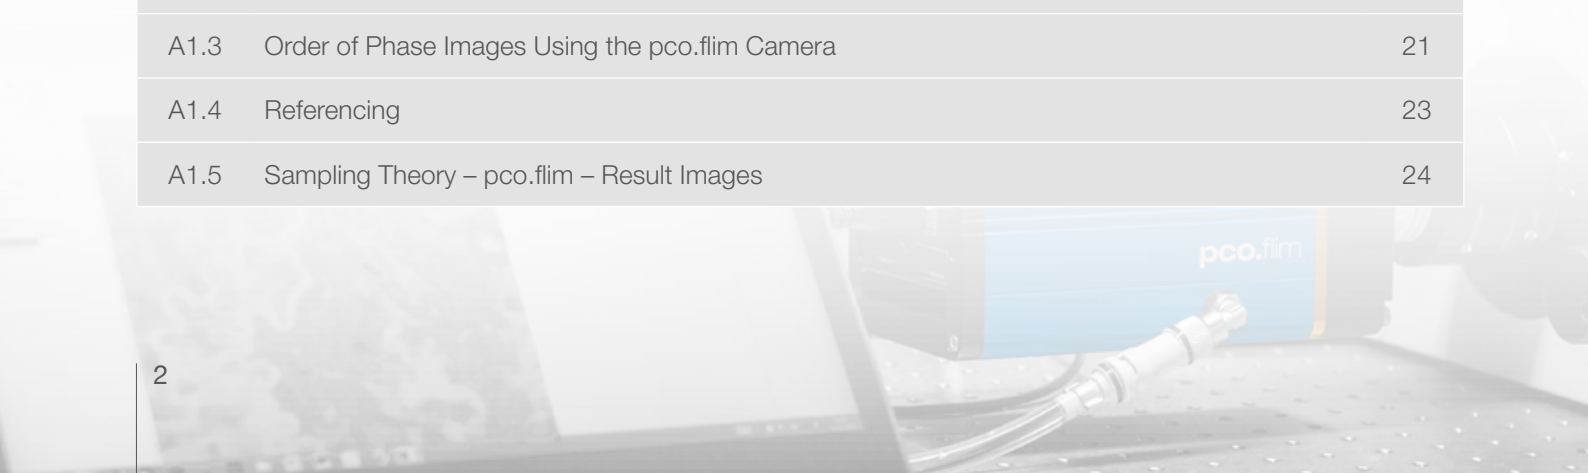 A1.3 Order of Phase Images Using the pco.flim Camera 21
A1.4 Referencing 23
A1.5 Sampling Theory – pco.flim – Result Images 24
pco.flim
2